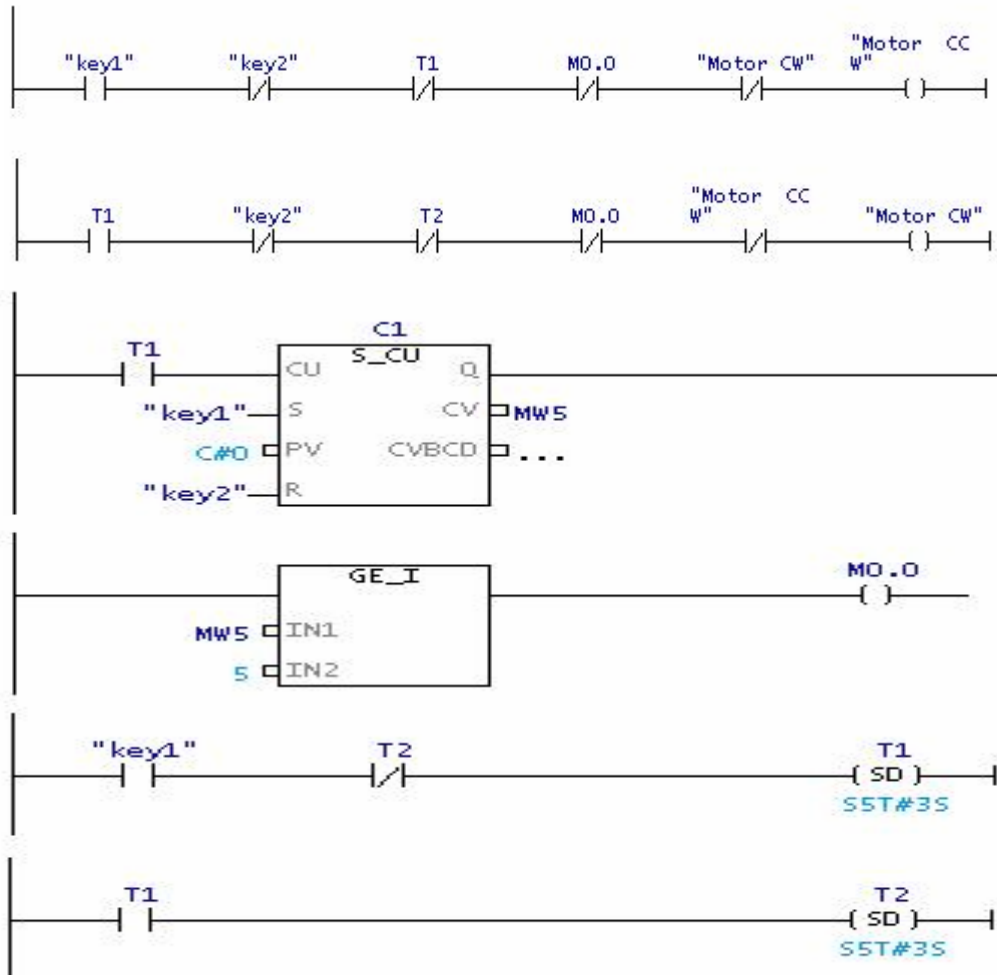 "Motor CC
"key1" "key2" T1 M0.0 "Motor CW" W"
"Motor CC
T1 "key2" T2 M0.0 W" "Motor CW"
C1
T1 S_CU
CU Q
"key1" S CV MW5
C#0 PV CVBCD ...
"key2" R
GE_I M0.0
MW5 IN1
5 IN2
"key1" T2 T1
( SD )
S5T#3S
T1 T2
( SD )
S5T#3S